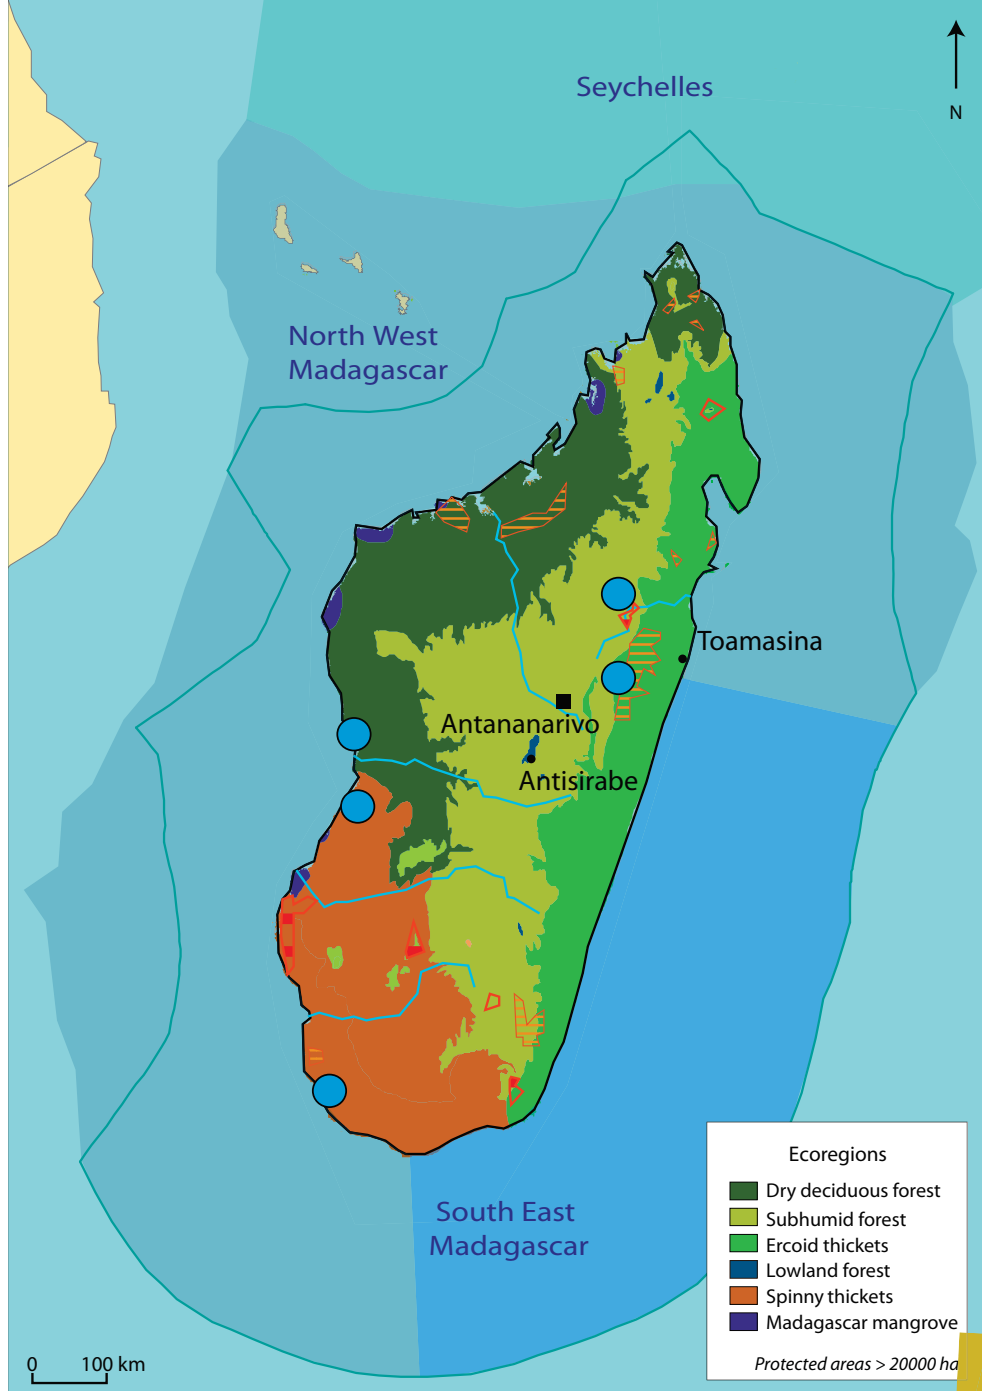 Seychelles
N
North West
Madagascar
Toamasina
Antananarivo
Antisirabe
South East
Madagascar
Ecoregions
Dry deciduous forest
Subhumid forest
Ercoid thickets
Lowland forest
Spinny thickets
Madagascar mangrove
Protected areas > 20000 ha
0 100 km